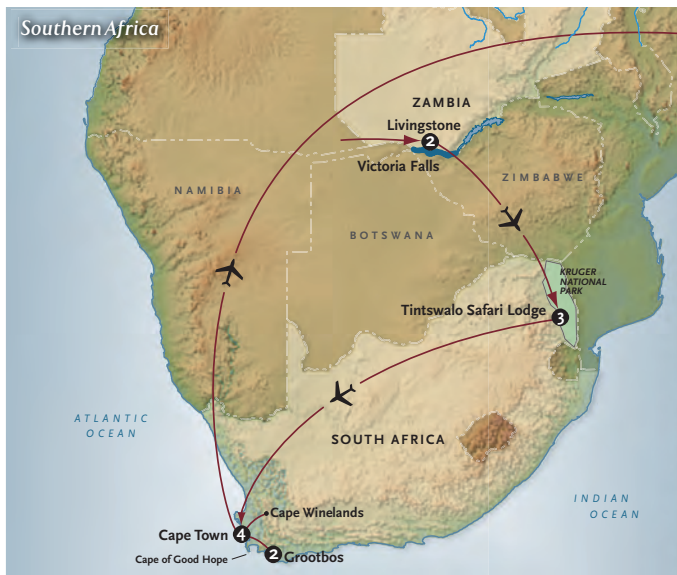 Southern Africa
ZAMBIA
Livingstone
2
Victoria Falls
ZIMBABWE
NAMIBIA
BOTSWANA
KRUGER
NATIONAL
PARK
Tintswalo Safari Lodge
3
ATLANTIC
OCEAN
SOUTH AFRICA
INDIAN
OCEAN
Cape Winelands
Cape Town
4
Cape of Good Hope
2
Grootbos